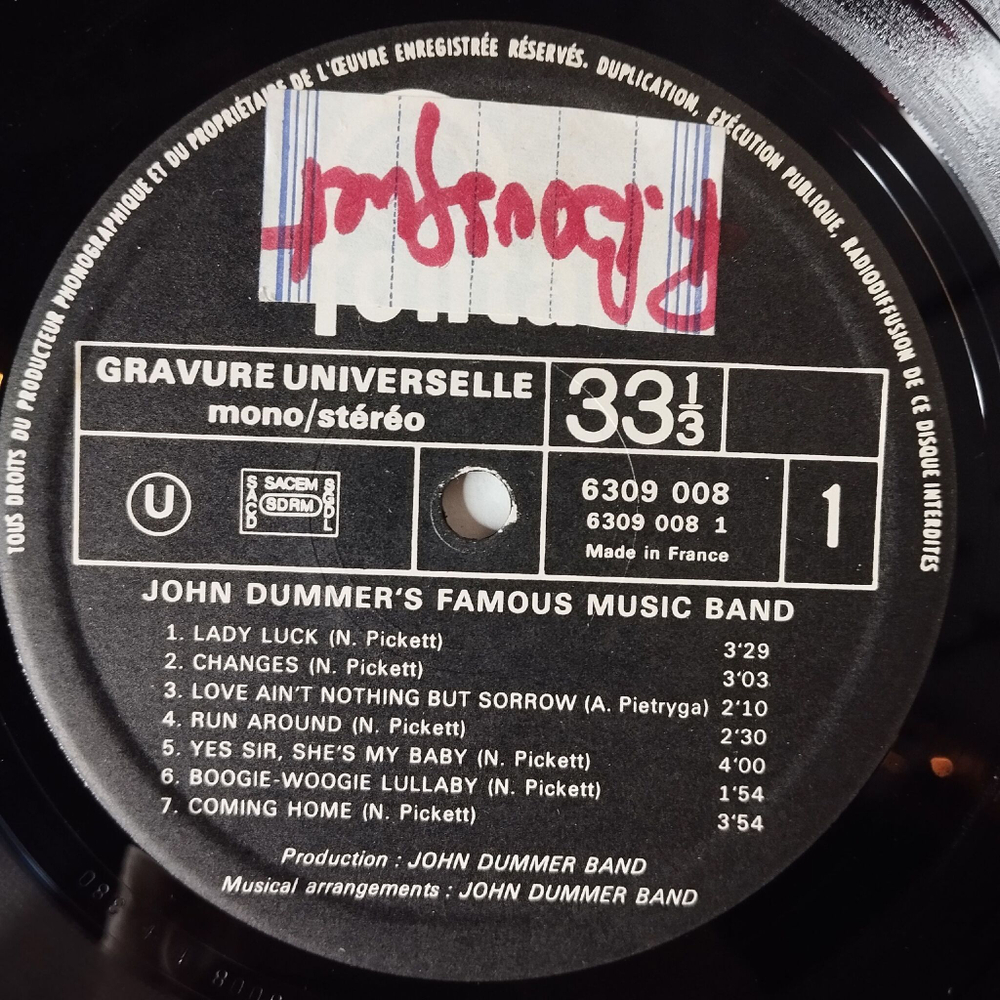 TOUS DROITS DU PRODUCTEUR PHONOGRAPHIQUE ET DU PROPRIÉTAIRE DE L'ŒUVRE ENREGISTRÉE RÉSERVÉS. DUPLICATION, EXÉCUTION PUBLIQUE, RADIODIFFUSION DE CE DISQUE INTERDITES
GRAVURE UNIVERSELLE
mono/stéréo
33 1/3
U
SACEM
SACD
SDRM
SGDL
6309 008
6309 008 1
Made in France
1
JOHN DUMMER'S FAMOUS MUSIC BAND
1. LADY LUCK (N. Pickett) 3'29
2. CHANGES (N. Pickett) 3'03
3. LOVE AIN'T NOTHING BUT SORROW (A. Pietryga) 2'10
4. RUN AROUND (N. Pickett) 2'30
5. YES SIR, SHE'S MY BABY (N. Pickett) 4'00
6. BOOGIE-WOOGIE LULLABY (N. Pickett) 1'54
7. COMING HOME (N. Pickett) 3'54
Production : JOHN DUMMER BAND
Musical arrangements : JOHN DUMMER BAND